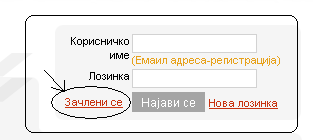 Корисничко
име
(Емаил адреса-регистрација)
Лозинка
Зачлени се Најави се Нова лозинка